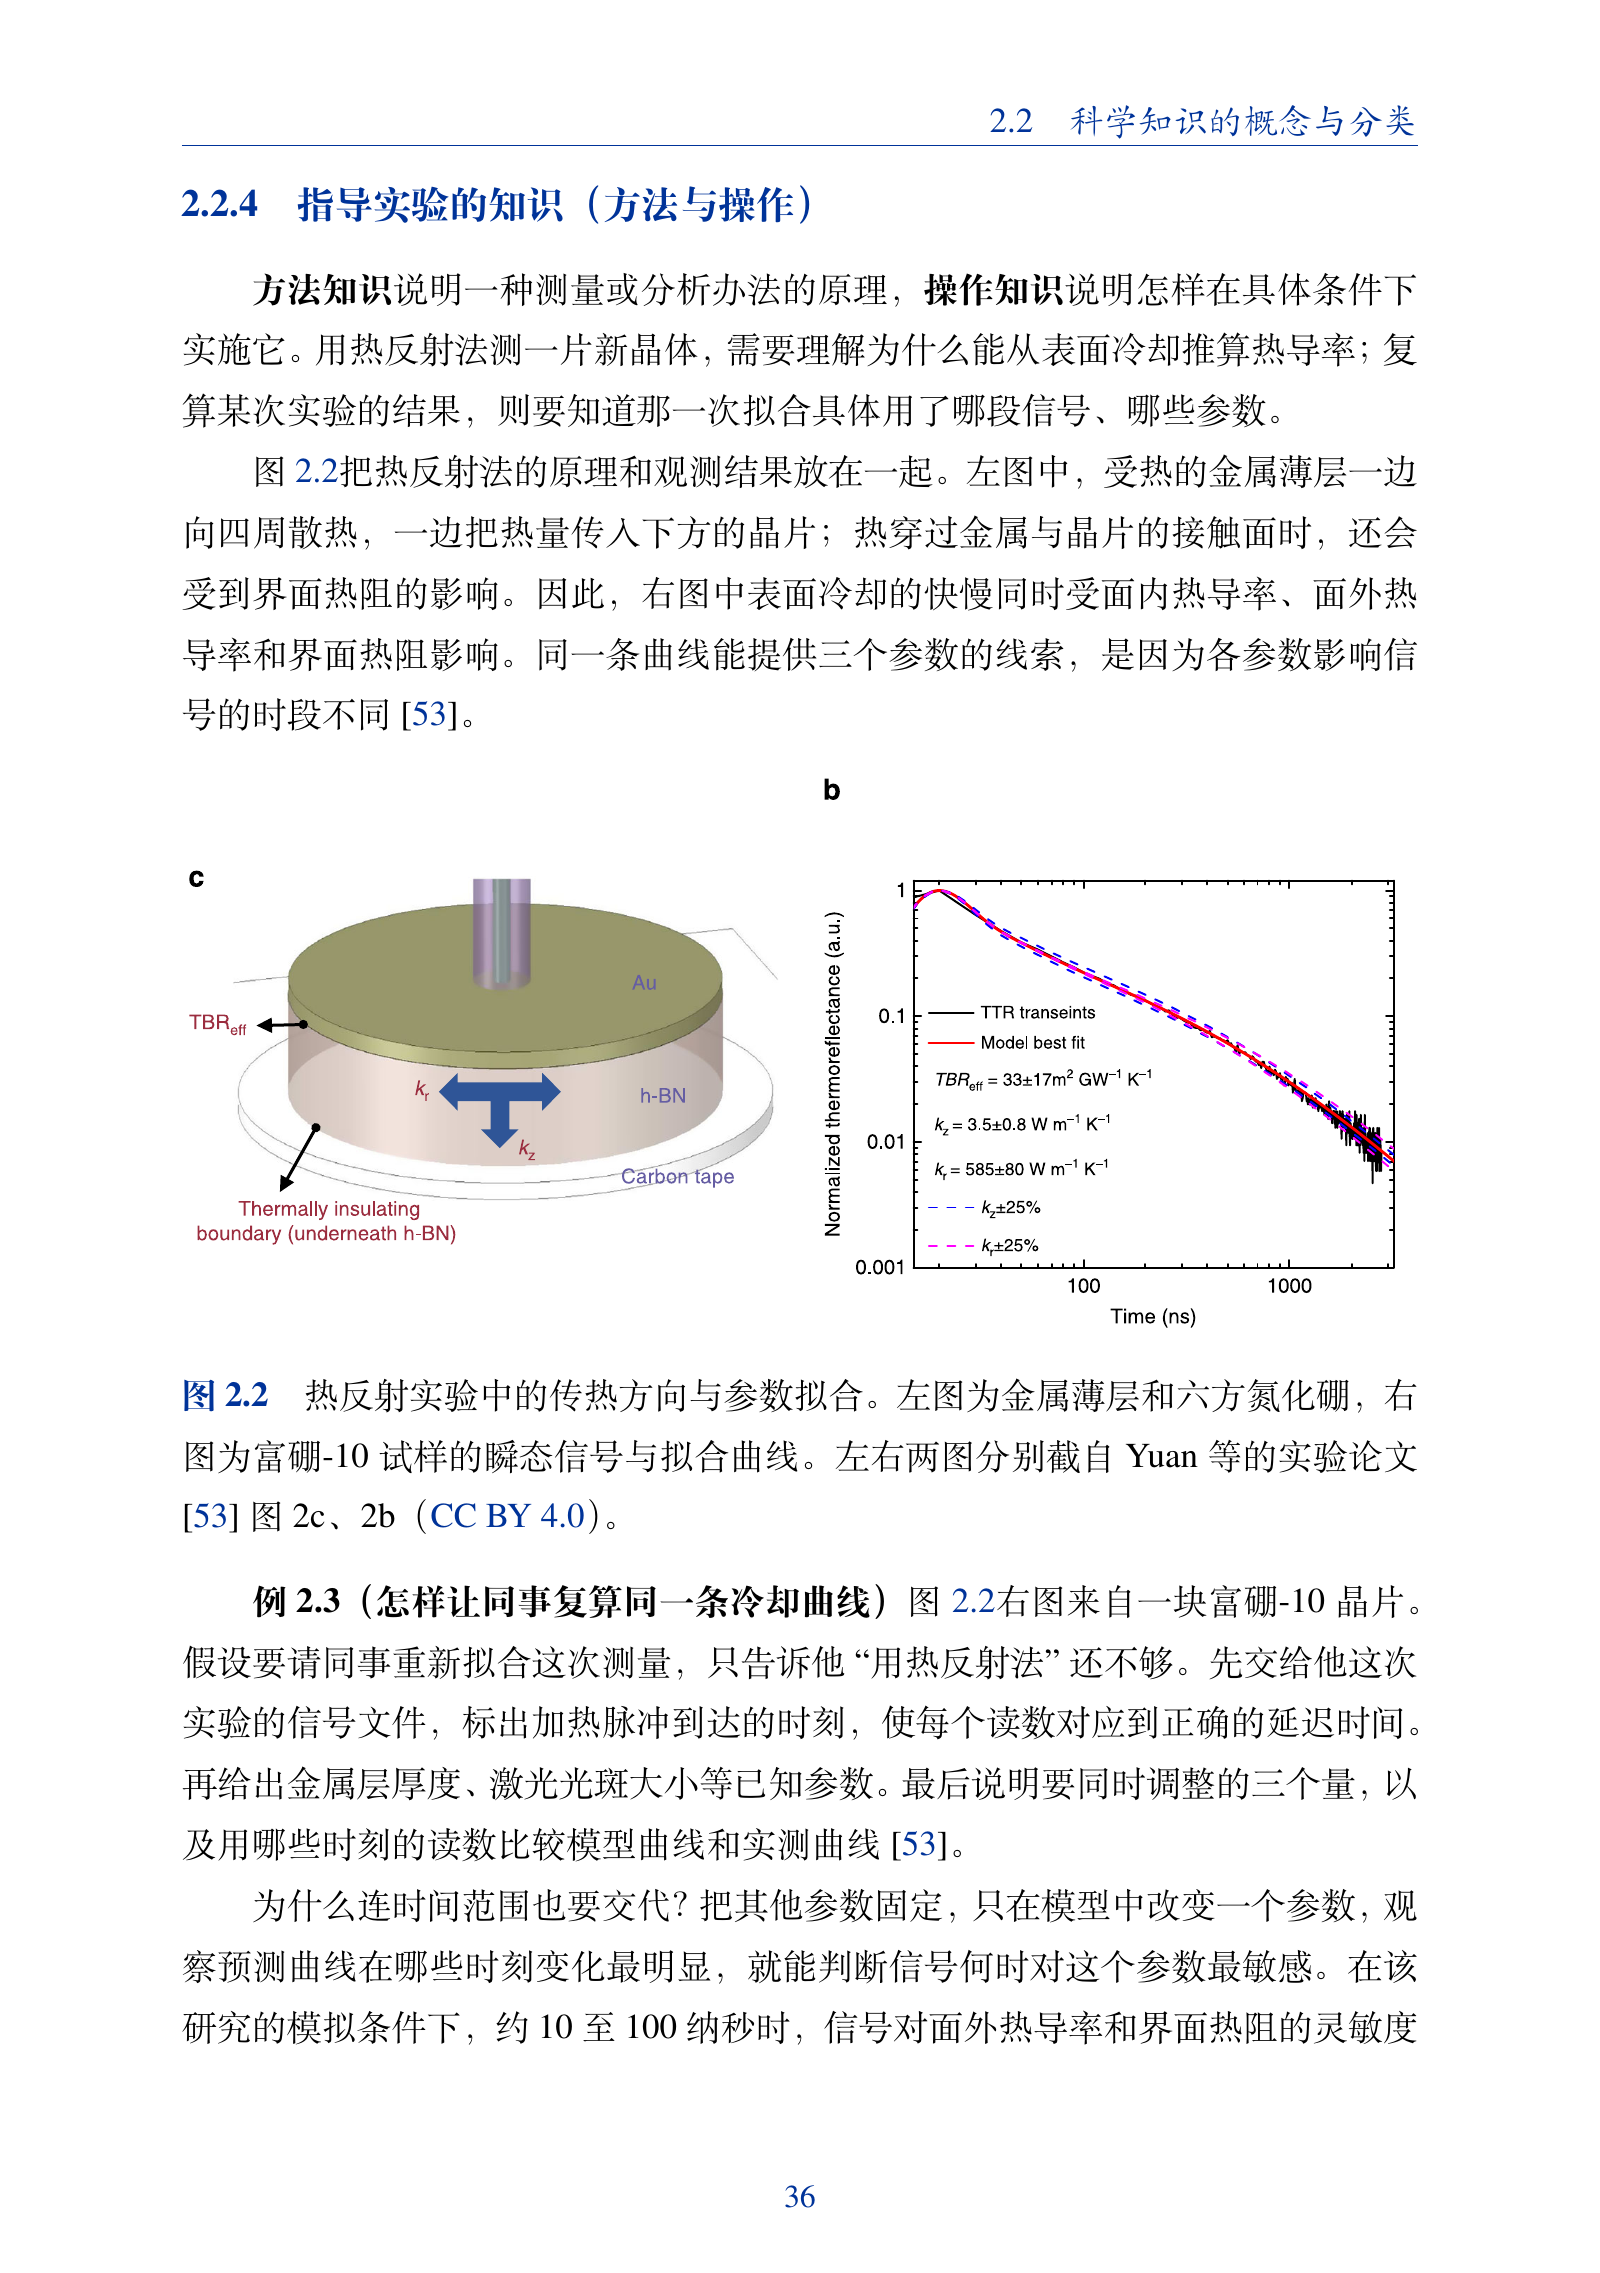 2.2 科学知识的概念与分类
2.2.4 指导实验的知识（方法与操作）
方法知识说明一种测量或分析办法的原理，操作知识说明怎样在具体条件下
实施它。用热反射法测一片新晶体，需要理解为什么能从表面冷却推算热导率；复
算某次实验的结果，则要知道那一次拟合具体用了哪段信号、哪些参数。
图 2.2把热反射法的原理和观测结果放在一起。左图中，受热的金属薄层一边
向四周散热，一边把热量传入下方的晶片；热穿过金属与晶片的接触面时，还会
受到界面热阻的影响。因此，右图中表面冷却的快慢同时受面内热导率、面外热
导率和界面热阻影响。同一条曲线能提供三个参数的线索，是因为各参数影响信
号的时段不同 [53]。
c
Au
TBReff
kr
h-BN
kz
Carbon tape
Thermally insulating
boundary (underneath h-BN)
b
Normalized thermoreflectance (a.u.)
1
0.1
0.01
0.001
TTR transeints
Model best fit
TBReff = 33±17m² GW⁻¹ K⁻¹
kz = 3.5±0.8 W m⁻¹ K⁻¹
kr = 585±80 W m⁻¹ K⁻¹
kz±25%
kr±25%
100 1000
Time (ns)
图 2.2 热反射实验中的传热方向与参数拟合。左图为金属薄层和六方氮化硼，右
图为富硼-10 试样的瞬态信号与拟合曲线。左右两图分别截自 Yuan 等的实验论文
[53] 图 2c、2b（CC BY 4.0）。
例 2.3（怎样让同事复算同一条冷却曲线）图 2.2右图来自一块富硼-10 晶片。
假设要请同事重新拟合这次测量，只告诉他“用热反射法”还不够。先交给他这次
实验的信号文件，标出加热脉冲到达的时刻，使每个读数对应到正确的延迟时间。
再给出金属层厚度、激光光斑大小等已知参数。最后说明要同时调整的三个量，以
及用哪些时刻的读数比较模型曲线和实测曲线 [53]。
为什么连时间范围也要交代？把其他参数固定，只在模型中改变一个参数，观
察预测曲线在哪些时刻变化最明显，就能判断信号何时对这个参数最敏感。在该
研究的模拟条件下，约 10 至 100 纳秒时，信号对面外热导率和界面热阻的灵敏度
36